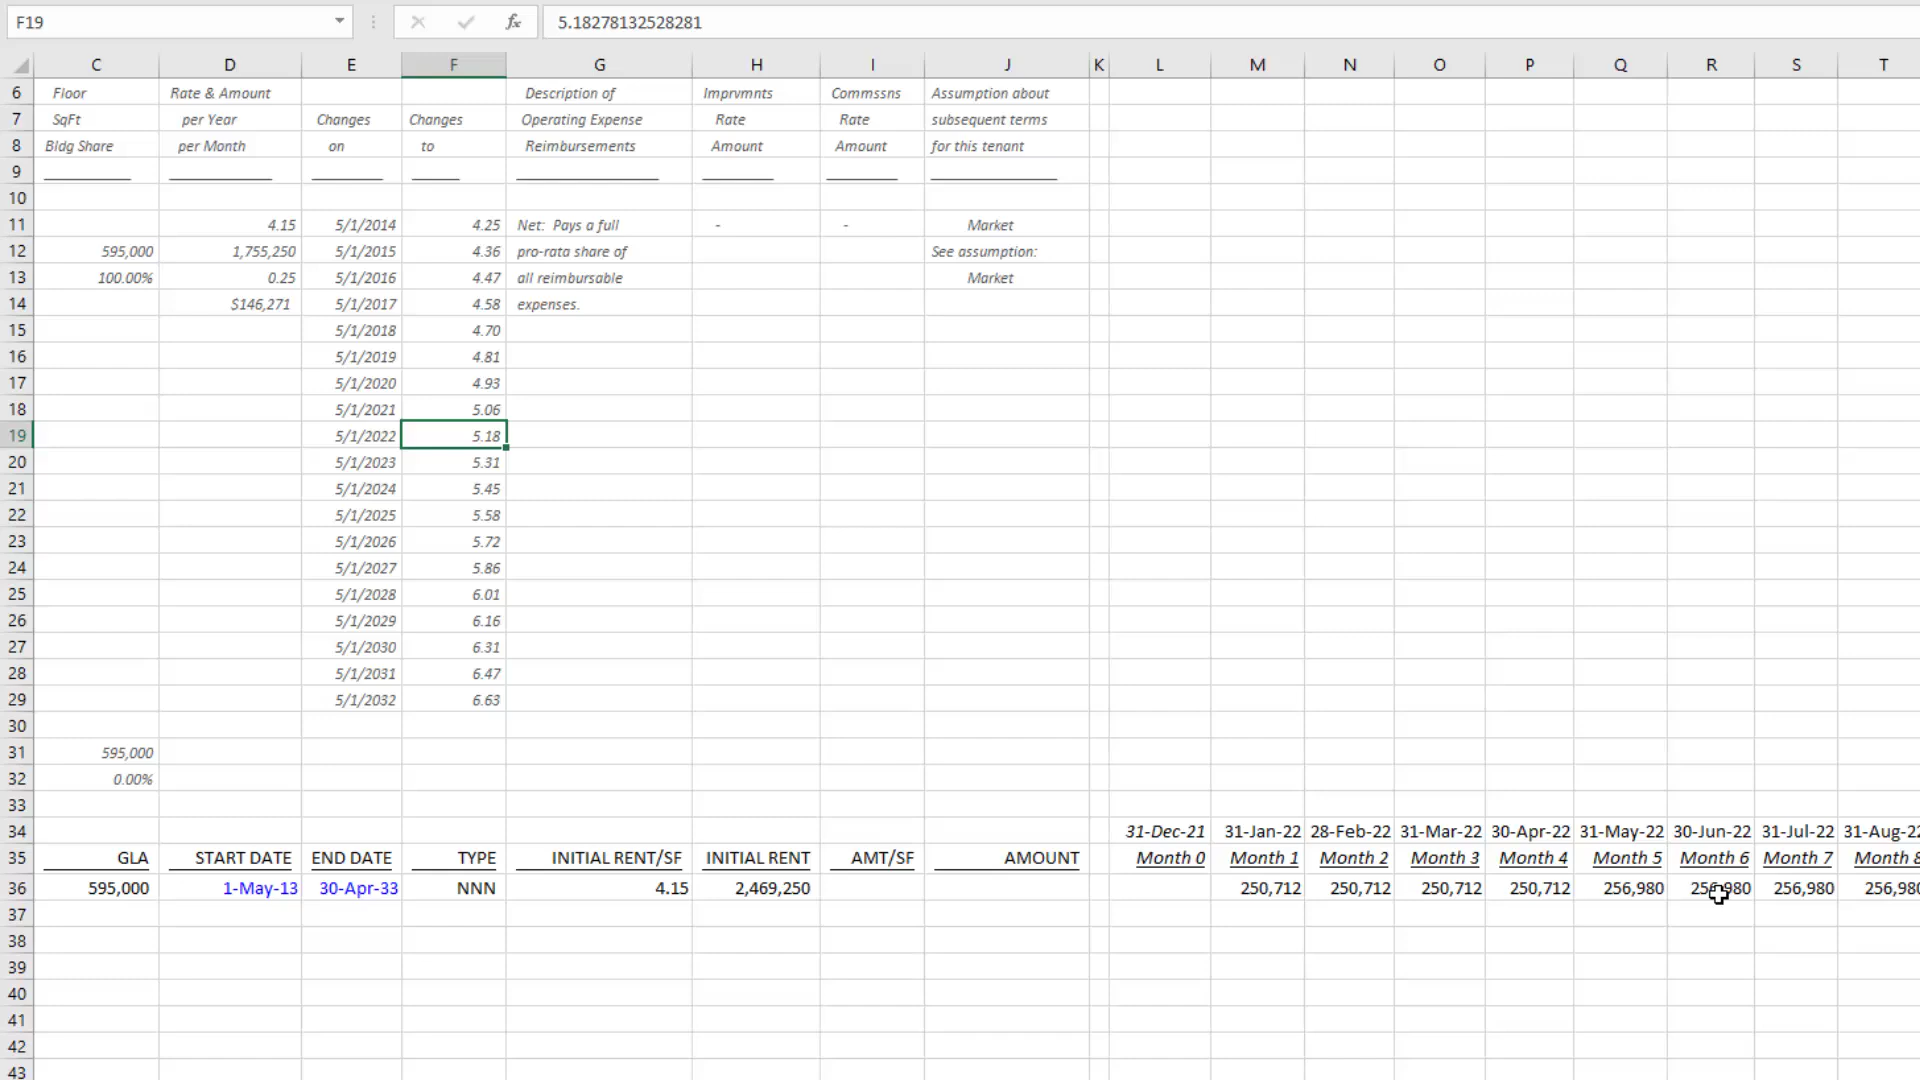 F19 fx 5.18278132528281
C D E F G H I J K L M N O P Q R S T
6 Floor Rate & Amount Description of Imprvmnts Commssns Assumption about
7 SqFt per Year Changes Changes Operating Expense Rate Rate subsequent terms
8 Bldg Share per Month on to Reimbursements Amount Amount for this tenant
9
10
11 4.15 5/1/2014 4.25 Net: Pays a full - - Market
12 595,000 1,755,250 5/1/2015 4.36 pro-rata share of See assumption:
13 100.00% 0.25 5/1/2016 4.47 all reimbursable Market
14 $146,271 5/1/2017 4.58 expenses.
15 5/1/2018 4.70
16 5/1/2019 4.81
17 5/1/2020 4.93
18 5/1/2021 5.06
19 5/1/2022 5.18
20 5/1/2023 5.31
21 5/1/2024 5.45
22 5/1/2025 5.58
23 5/1/2026 5.72
24 5/1/2027 5.86
25 5/1/2028 6.01
26 5/1/2029 6.16
27 5/1/2030 6.31
28 5/1/2031 6.47
29 5/1/2032 6.63
30
31 595,000
32 0.00%
33
34 31-Dec-21 31-Jan-22 28-Feb-22 31-Mar-22 30-Apr-22 31-May-22 30-Jun-22 31-Jul-22 31-Aug-2
35 GLA START DATE END DATE TYPE INITIAL RENT/SF INITIAL RENT AMT/SF AMOUNT Month 0 Month 1 Month 2 Month 3 Month 4 Month 5 Month 6 Month 7 Month 8
36 595,000 1-May-13 30-Apr-33 NNN 4.15 2,469,250 250,712 250,712 250,712 250,712 256,980 256,980 256,980 256,980
37
38
39
40
41
42
43